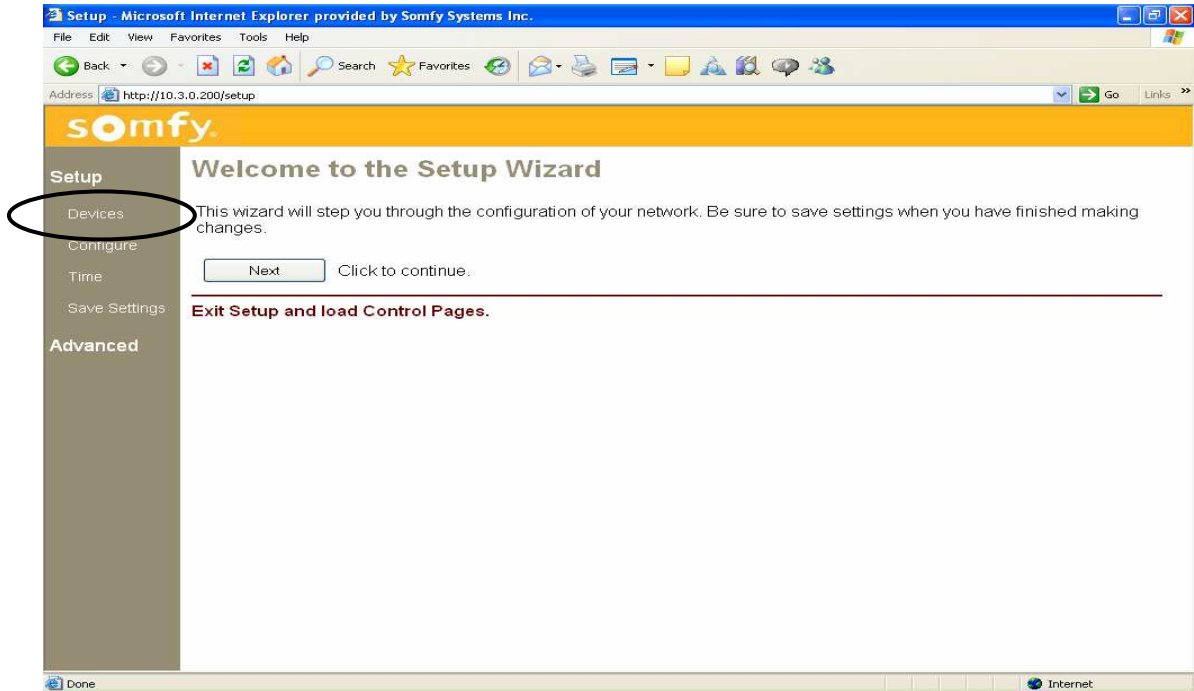 Setup - Microsoft Internet Explorer provided by Somfy Systems Inc.
File Edit View Favorites Tools Help
Back Search Favorites
Address http://10.3.0.200/setup Go Links »
somfy.
Setup
Devices
Configure
Time
Save Settings
Advanced
Welcome to the Setup Wizard
This wizard will step you through the configuration of your network. Be sure to save settings when you have finished making
changes.
Next Click to continue.
Exit Setup and load Control Pages.
Done Internet